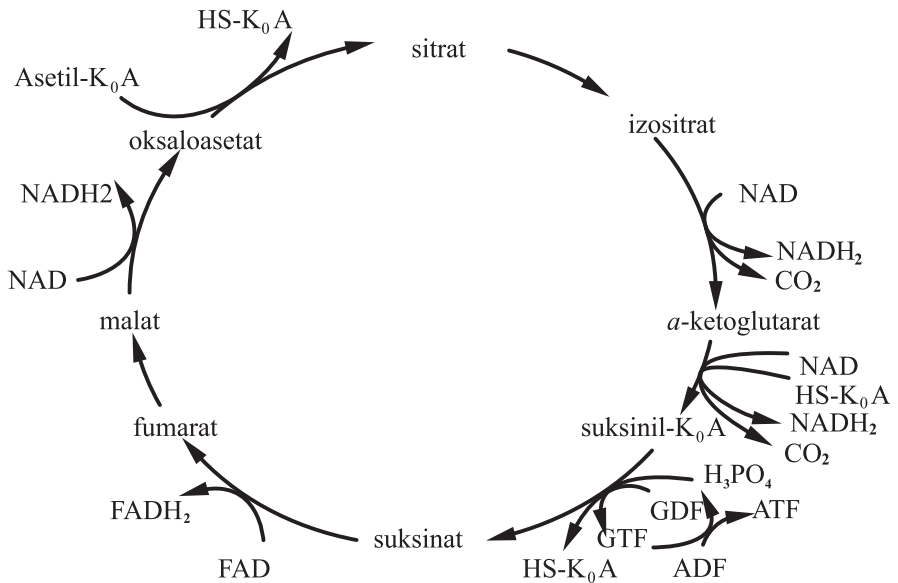 HS-K₀A
sitrat
Asetil-K₀A
oksaloasetat
izositrat
NADH2
NAD
NAD
NADH₂
CO₂
malat
a-ketoglutarat
NAD
HS-K₀A
NADH₂
CO₂
fumarat
suksinil-K₀A
H₃PO₄
GDF
ATF
GTF
FADH₂
suksinat
FAD
HS-K₀A
ADF